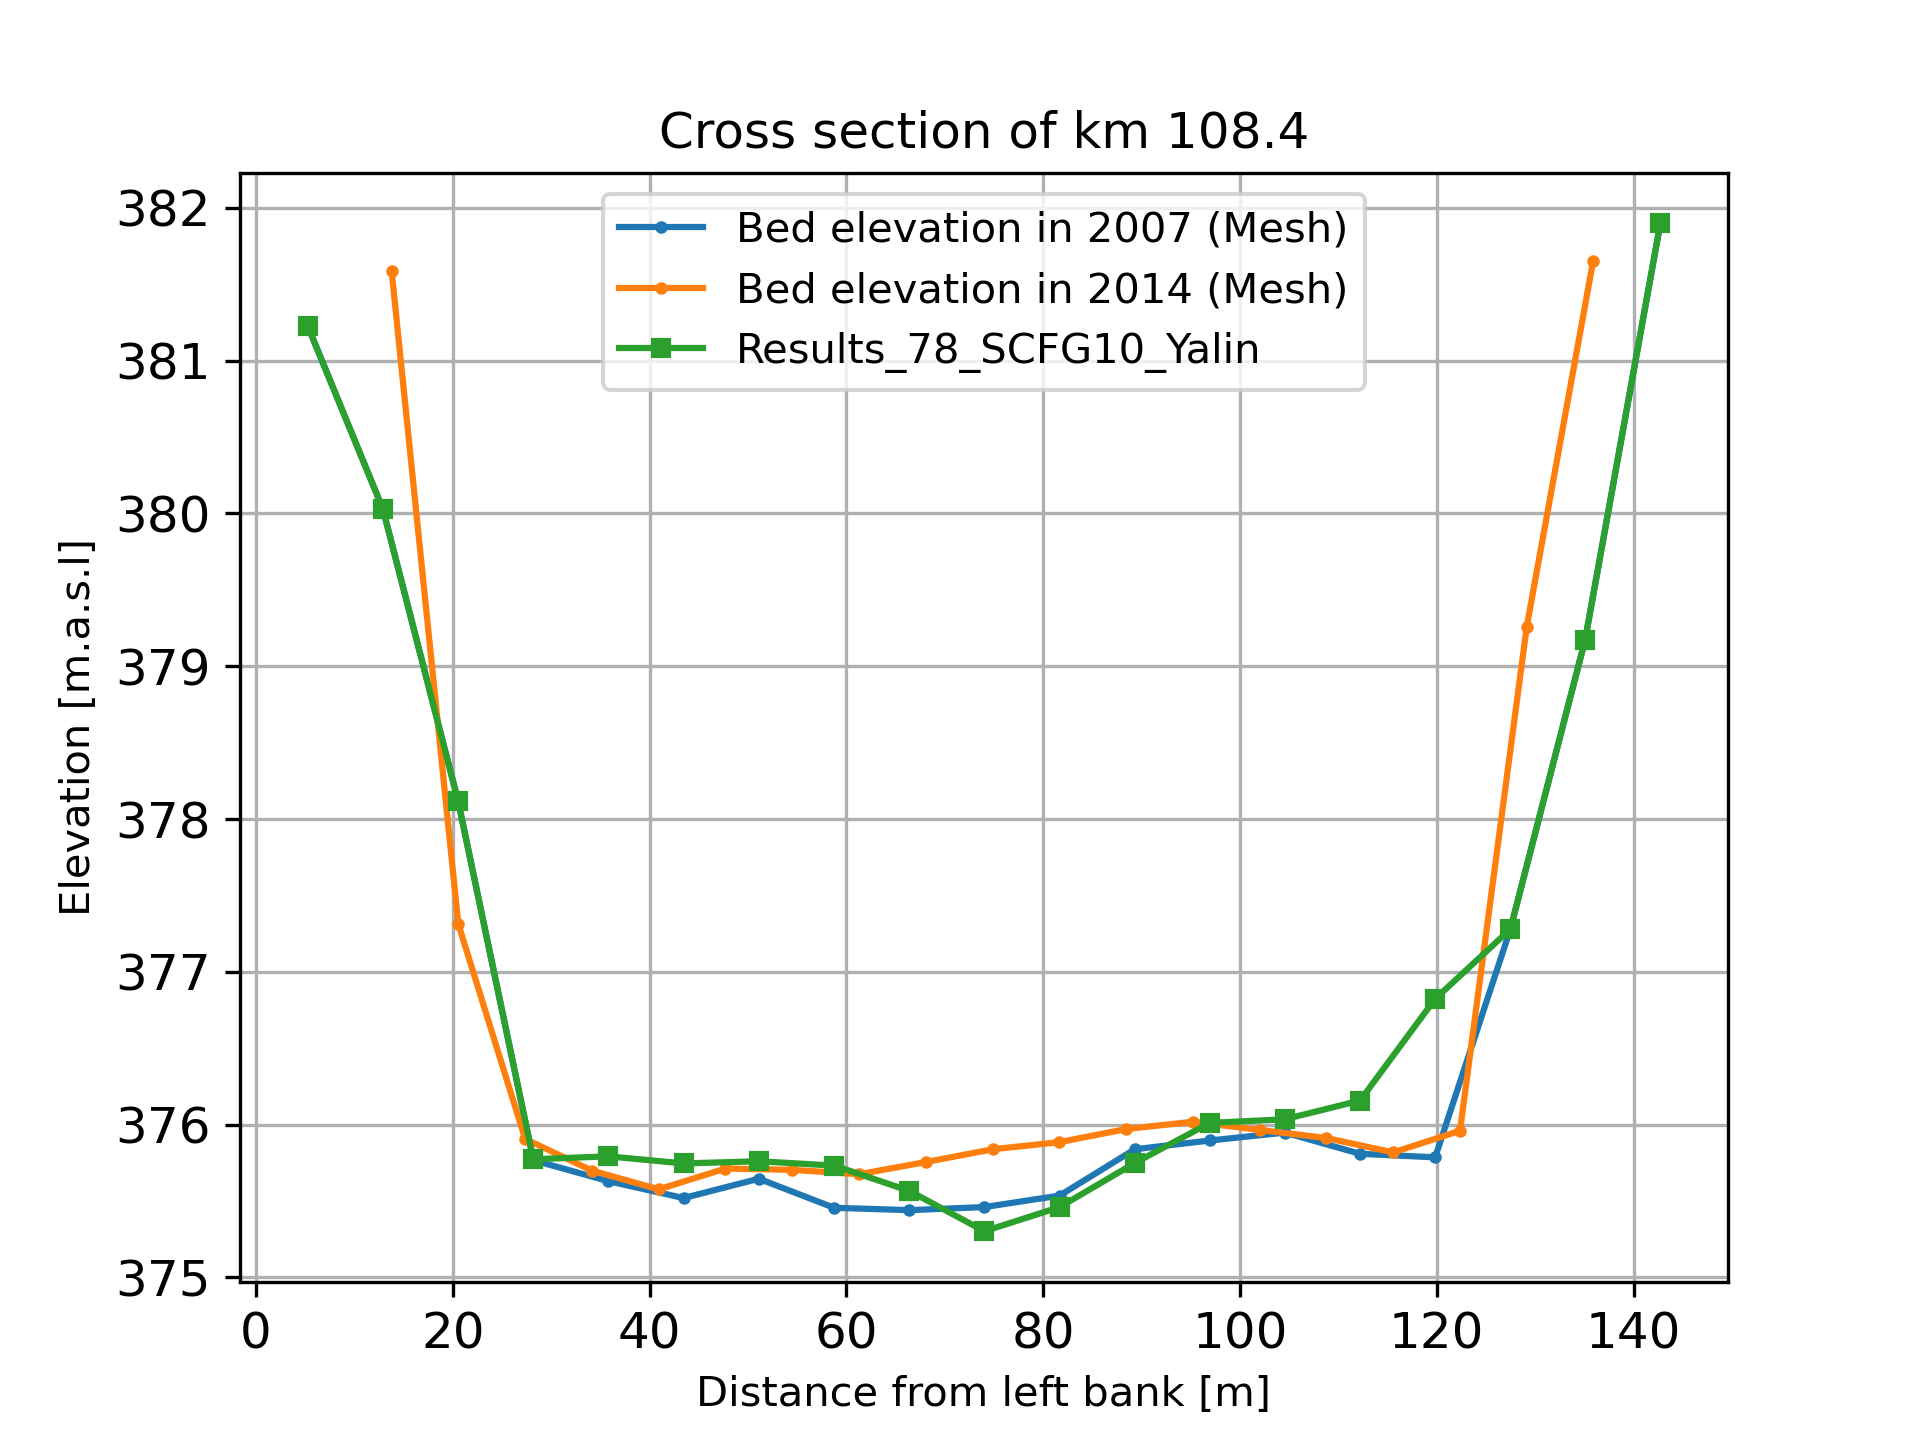 Cross section of km 108.4
Bed elevation in 2007 (Mesh)
Bed elevation in 2014 (Mesh)
Results_78_SCFG10_Yalin
382
381
380
379
378
377
376
375
Elevation [m.a.s.l]
0 20 40 60 80 100 120 140
Distance from left bank [m]